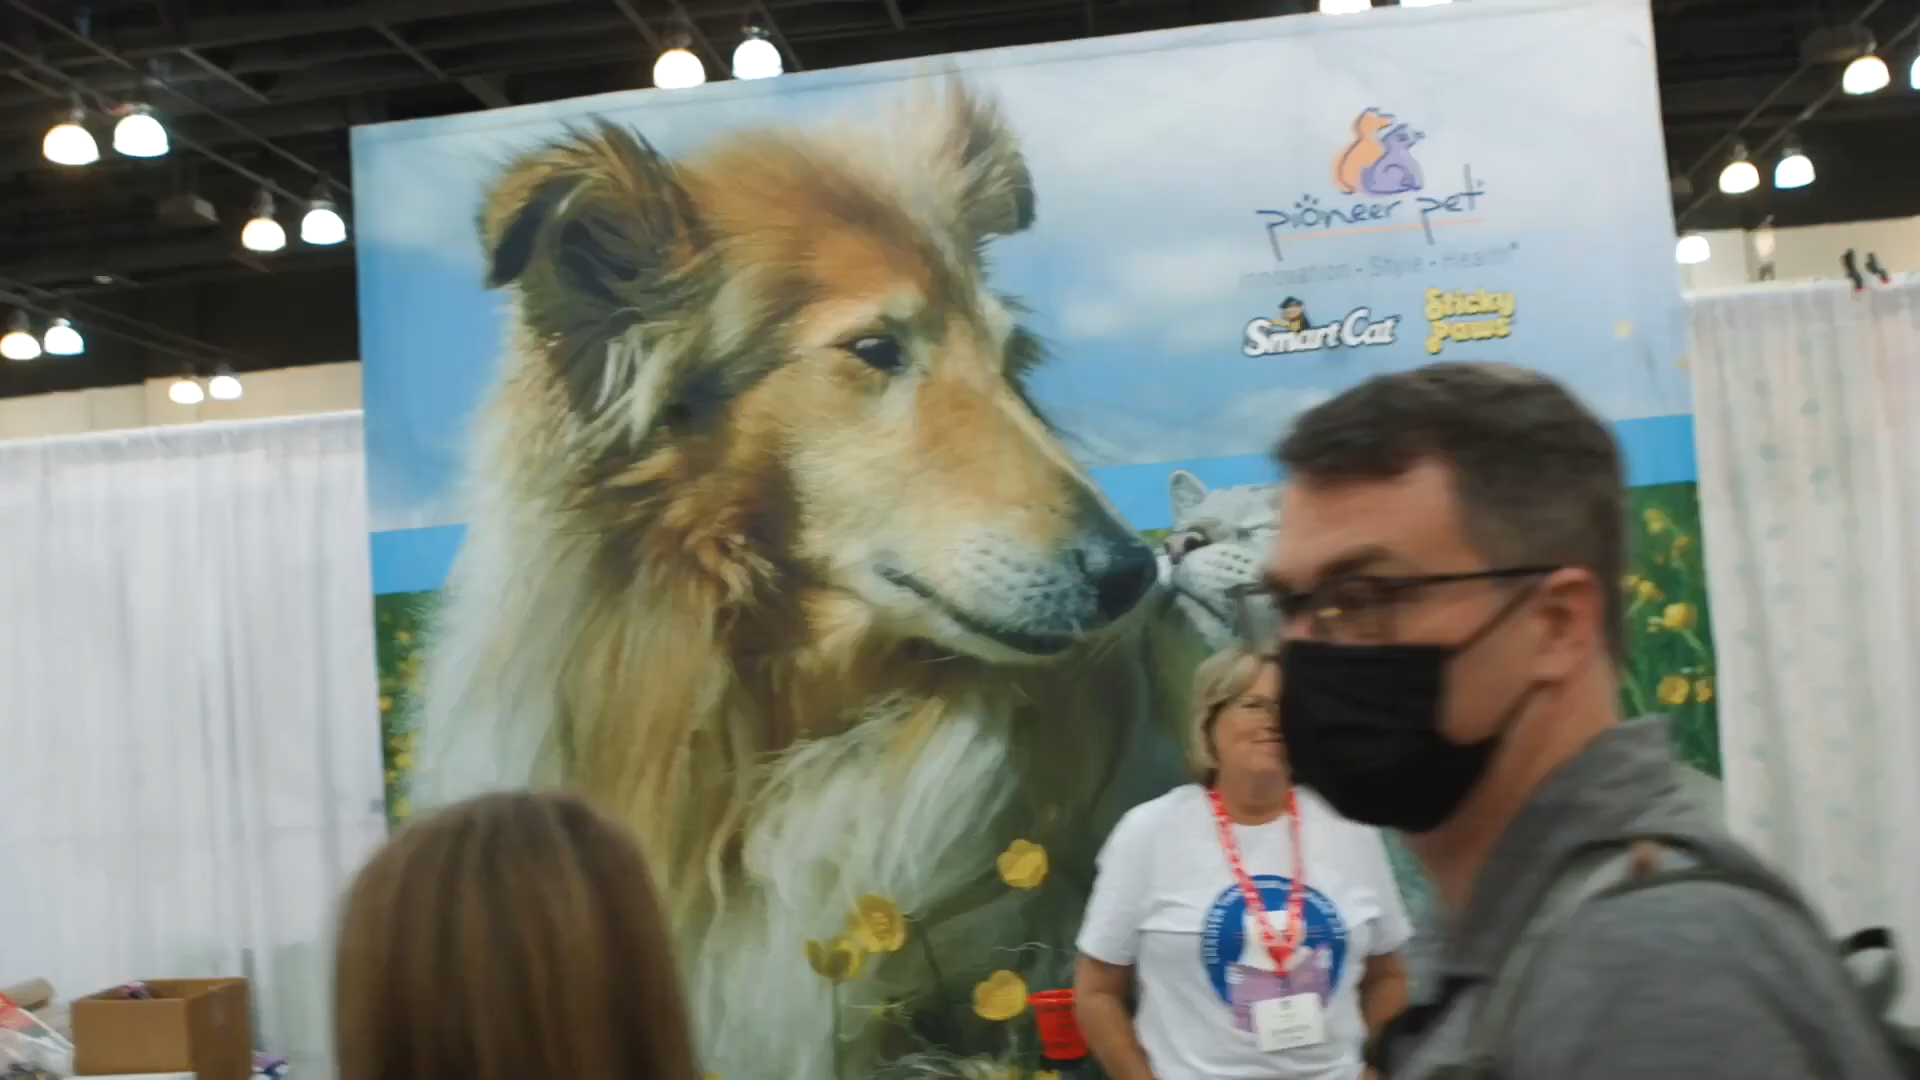 pioneer pet
Innovation - Style - Health®
SmartCat
Sticky
Paws